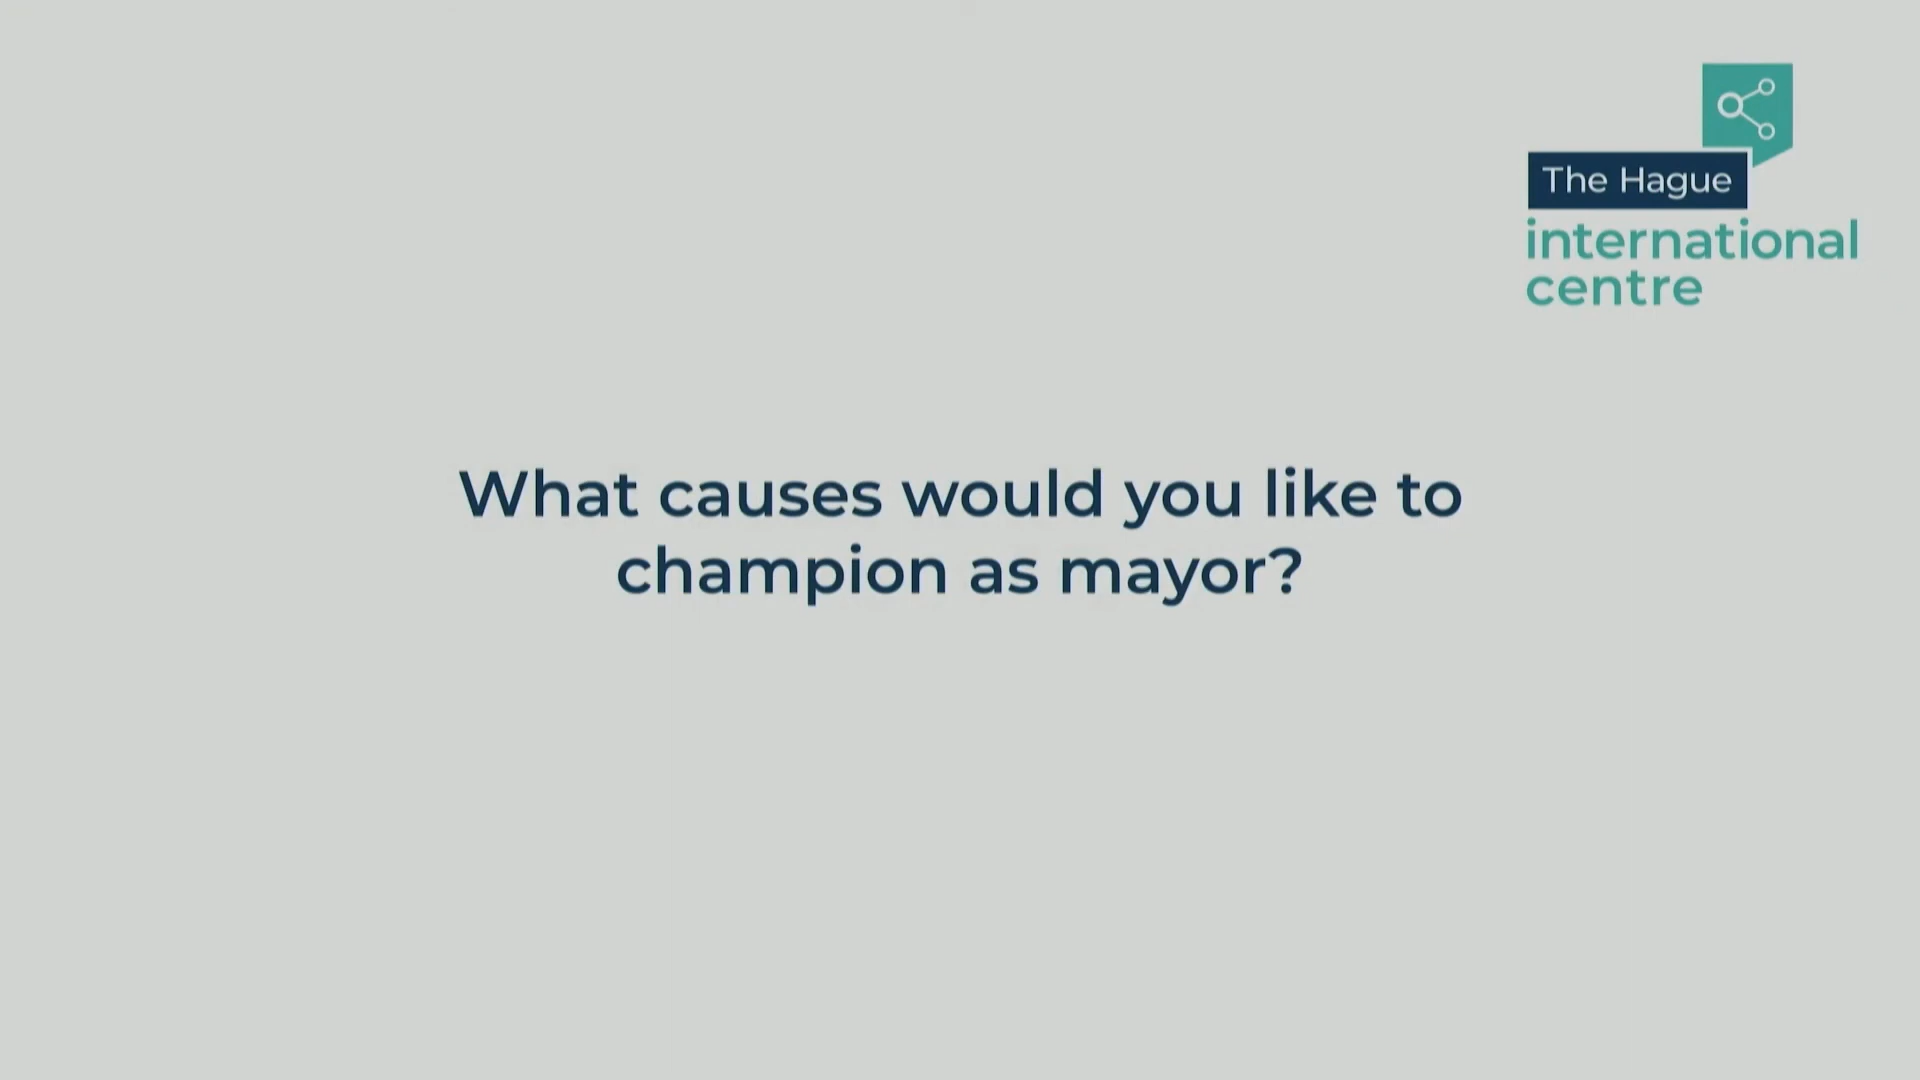 The Hague
international
centre
What causes would you like to
champion as mayor?